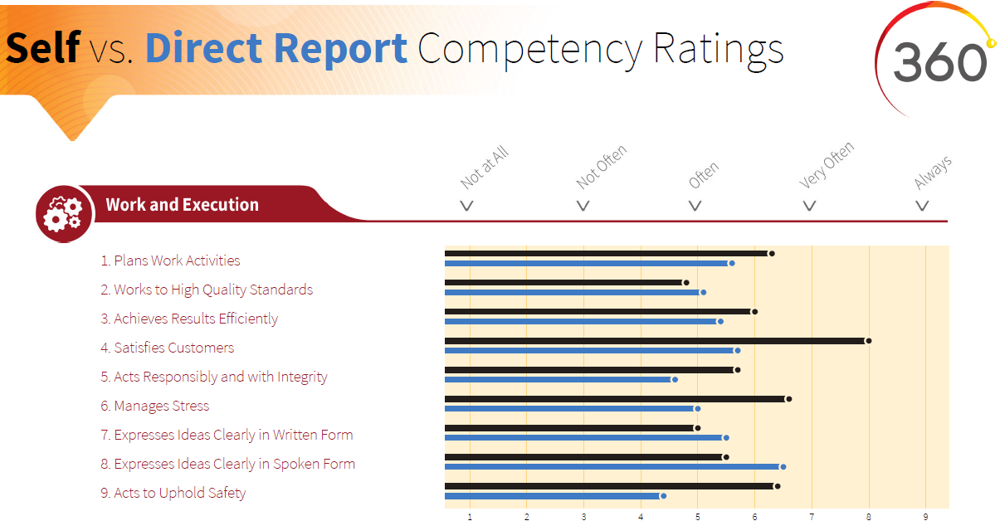 Self vs. Direct Report Competency Ratings
360
Not at All
Not Often
Often
Very Often
Always
Work and Execution
1. Plans Work Activities
2. Works to High Quality Standards
3. Achieves Results Efficiently
4. Satisfies Customers
5. Acts Responsibly and with Integrity
6. Manages Stress
7. Expresses Ideas Clearly in Written Form
8. Expresses Ideas Clearly in Spoken Form
9. Acts to Uphold Safety
1 2 3 4 5 6 7 8 9